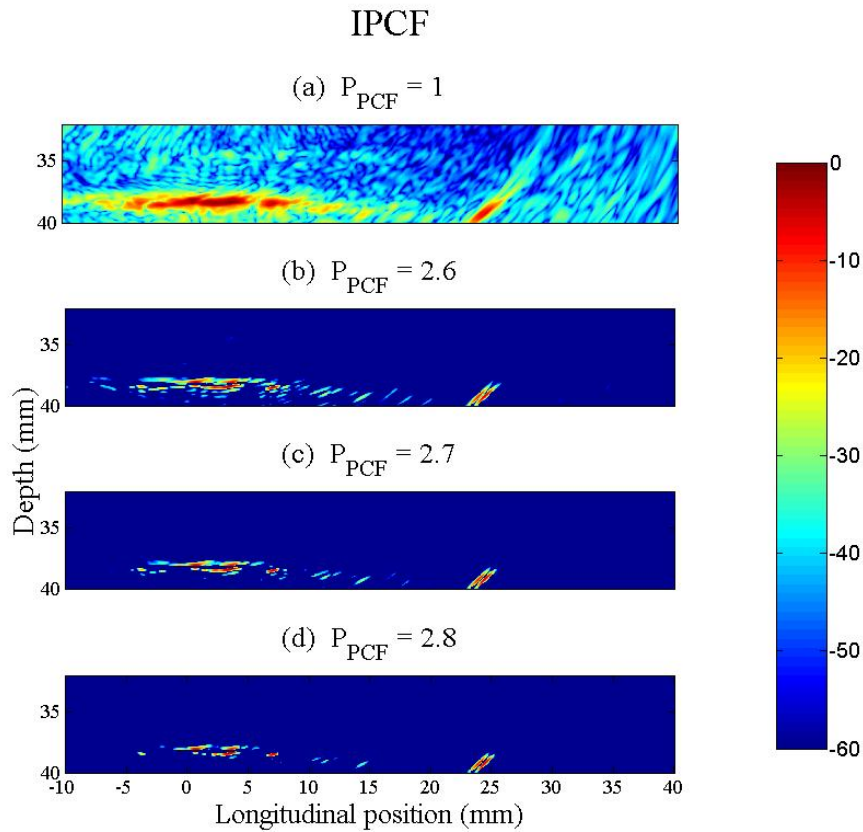 IPCF
(a) P_PCF = 1
35
40
(b) P_PCF = 2.6
35
40
(c) P_PCF = 2.7
35
40
(d) P_PCF = 2.8
35
40
-10 -5 0 5 10 15 20 25 30 35 40
Longitudinal position (mm)
Depth (mm)
0
-10
-20
-30
-40
-50
-60